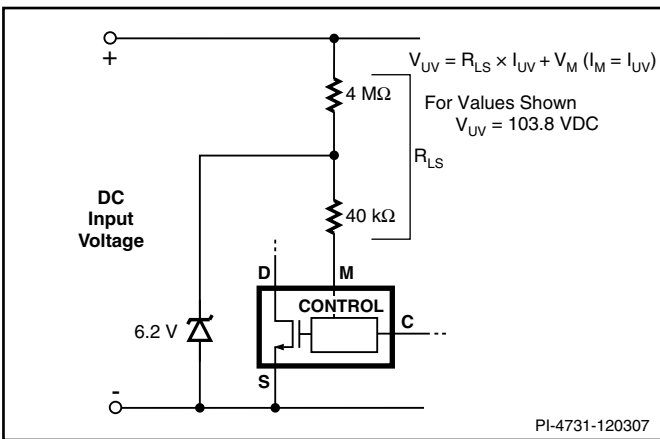 +
V_UV = R_LS × I_UV + V_M (I_M = I_UV)
4 MΩ
For Values Shown
V_UV = 103.8 VDC
R_LS
DC
Input
Voltage
40 kΩ
D
M
CONTROL
C
6.2 V
S
-
PI-4731-120307